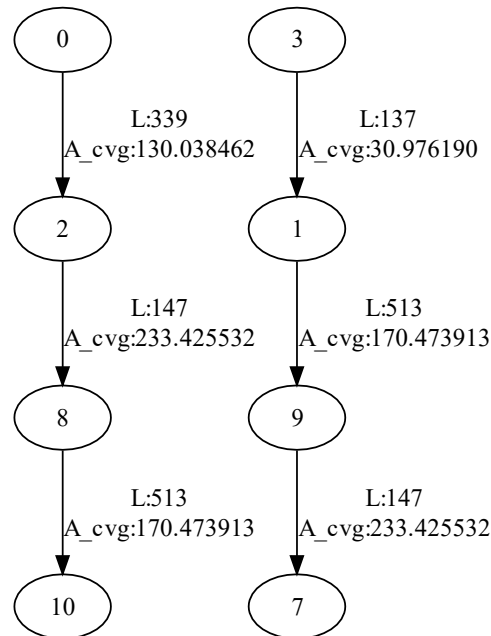 0
3
L:339
A_cvg:130.038462
L:137
A_cvg:30.976190
2
1
L:147
A_cvg:233.425532
L:513
A_cvg:170.473913
8
9
L:513
A_cvg:170.473913
L:147
A_cvg:233.425532
10
7